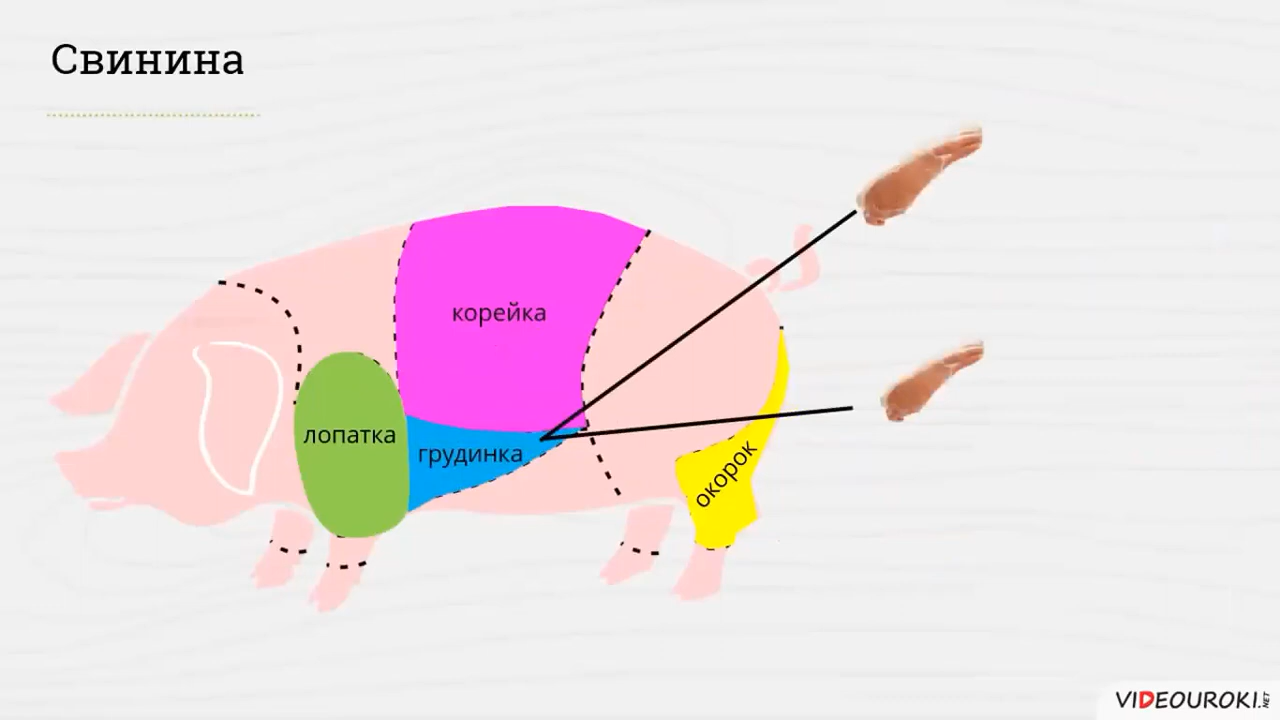 Свинина
корейка
лопатка
грудинка
окорок
VIDEOUROKI.NET